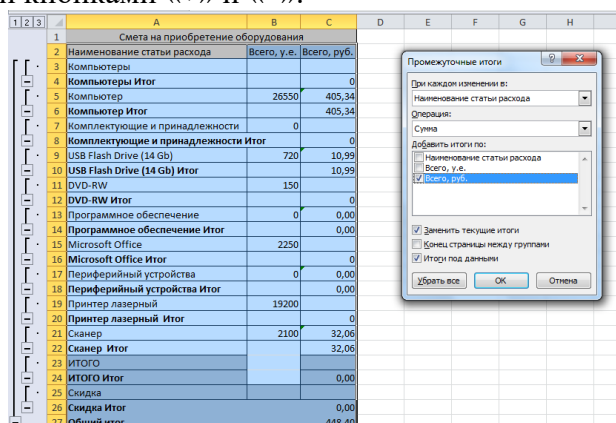 и кнопками
1 2 3 A B C D E F G H
1 Смета на приобретение оборудования
2 Наименование статьи расхода Всего, у.е. Всего, руб.
3 Компьютеры
4 Компьютеры Итог 0
5 Компьютер 26550 405,34
6 Компьютер Итог 405,34
7 Комплектующие и принадлежности 0
8 Комплектующие и принадлежности Итог 0
9 USB Flash Drive (14 Gb) 720 10,99
10 USB Flash Drive (14 Gb) Итог 10,99
11 DVD-RW 150
12 DVD-RW Итог 0
13 Программное обеспечение 0 0,00
14 Программное обеспечение Итог 0,00
15 Microsoft Office 2250
16 Microsoft Office Итог 0
17 Периферийный устройства 0 0,00
18 Периферийный устройства Итог 0,00
19 Принтер лазерный 19200
20 Принтер лазерный Итог 0
21 Сканер 2100 32,06
22 Сканер Итог 32,06
23 ИТОГО
24 ИТОГО Итог 0,00
25 Скидка
26 Скидка Итог 0,00
27 Общий итог 448,40
Промежуточные итоги
При каждом изменении в:
Наименование статьи расхода
Операция:
Сумма
Добавить итоги по:
Наименование статьи расхода
Всего, у.е.
Всего, руб.
Заменить текущие итоги
Конец страницы между группами
Итоги под данными
Убрать все ОК Отмена